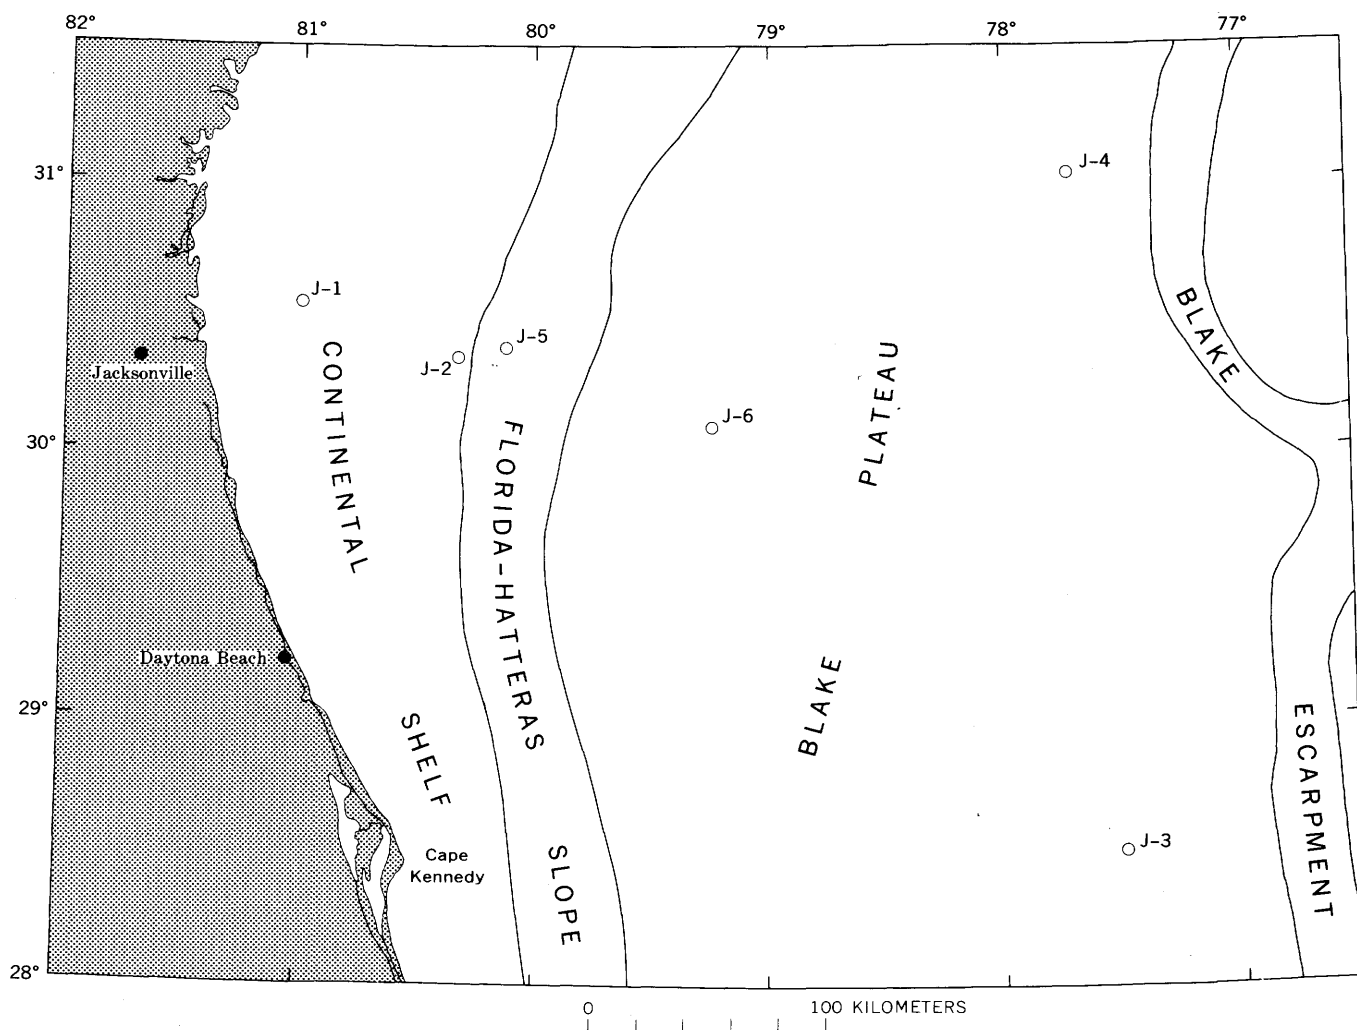 82°
81°
80°
79°
78°
77°
31°
J-4
J-1
BLAKE
J-5
J-2
Jacksonville
CONTINENTAL
PLATEAU
J-6
30°
FLORIDA-HATTERAS
Daytona Beach
BLAKE
29°
SHELF
ESCARPMENT
J-3
Cape
Kennedy
SLOPE
28°
0 100 KILOMETERS